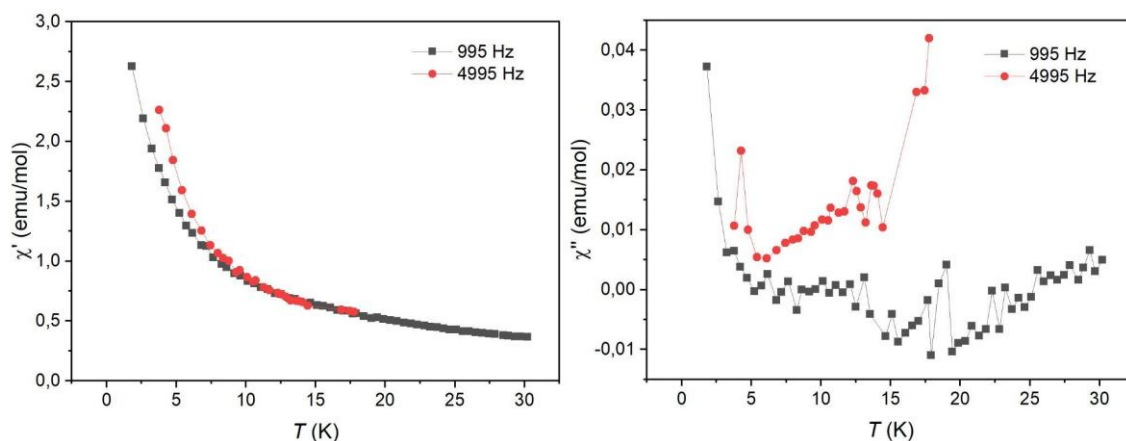 3,0
2,5
2,0
1,5
1,0
0,5
0,0
χ' (emu/mol)
0 5 10 15 20 25 30
T (K)
995 Hz
4995 Hz
0,04
0,03
0,02
0,01
0,00
-0,01
χ'' (emu/mol)
0 5 10 15 20 25 30
T (K)
995 Hz
4995 Hz